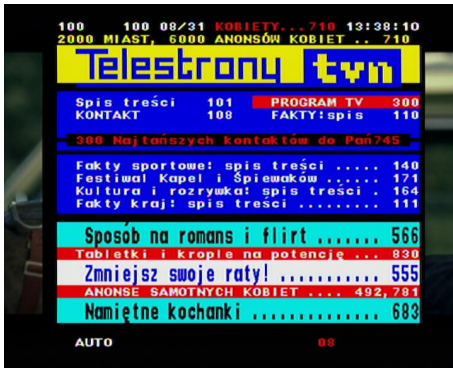 100 100 08/31 KOBIETY...710 13:38:10
2000 MIAST, 6000 ANONSÓW KOBIET .. 710
Telestrony tvn
Spis treści 101 PROGRAM TV 300
KONTAKT 108 FAKTY:spis 110
300 Najtańszych kontaktów do Pań745
Fakty sportowe: spis treści ..... 140
Festiwal Kapel i Śpiewaków ...... 171
Kultura i rozrywka: spis treści . 164
Fakty kraj: spis treści ......... 111
Sposób na romans i flirt ....... 566
Tabletki i krople na potencję ... 830
Zmniejsz swoje raty! ........... 555
ANONSE SAMOTNYCH KOBIET .... 492,781
Namiętne kochanki .............. 683
AUTO 08